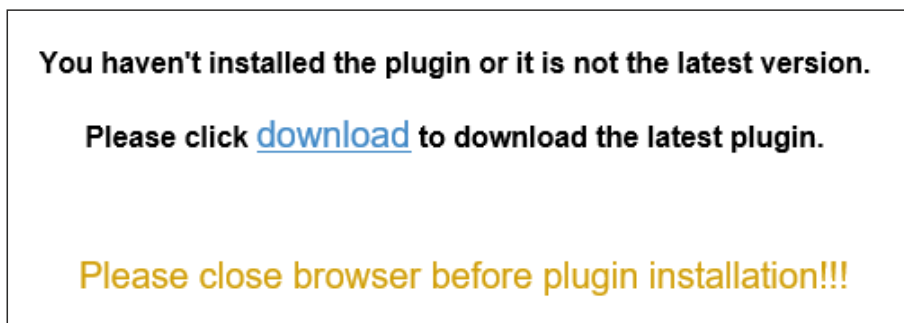 You haven't installed the plugin or it is not the latest version.
Please click download to download the latest plugin.
Please close browser before plugin installation!!!